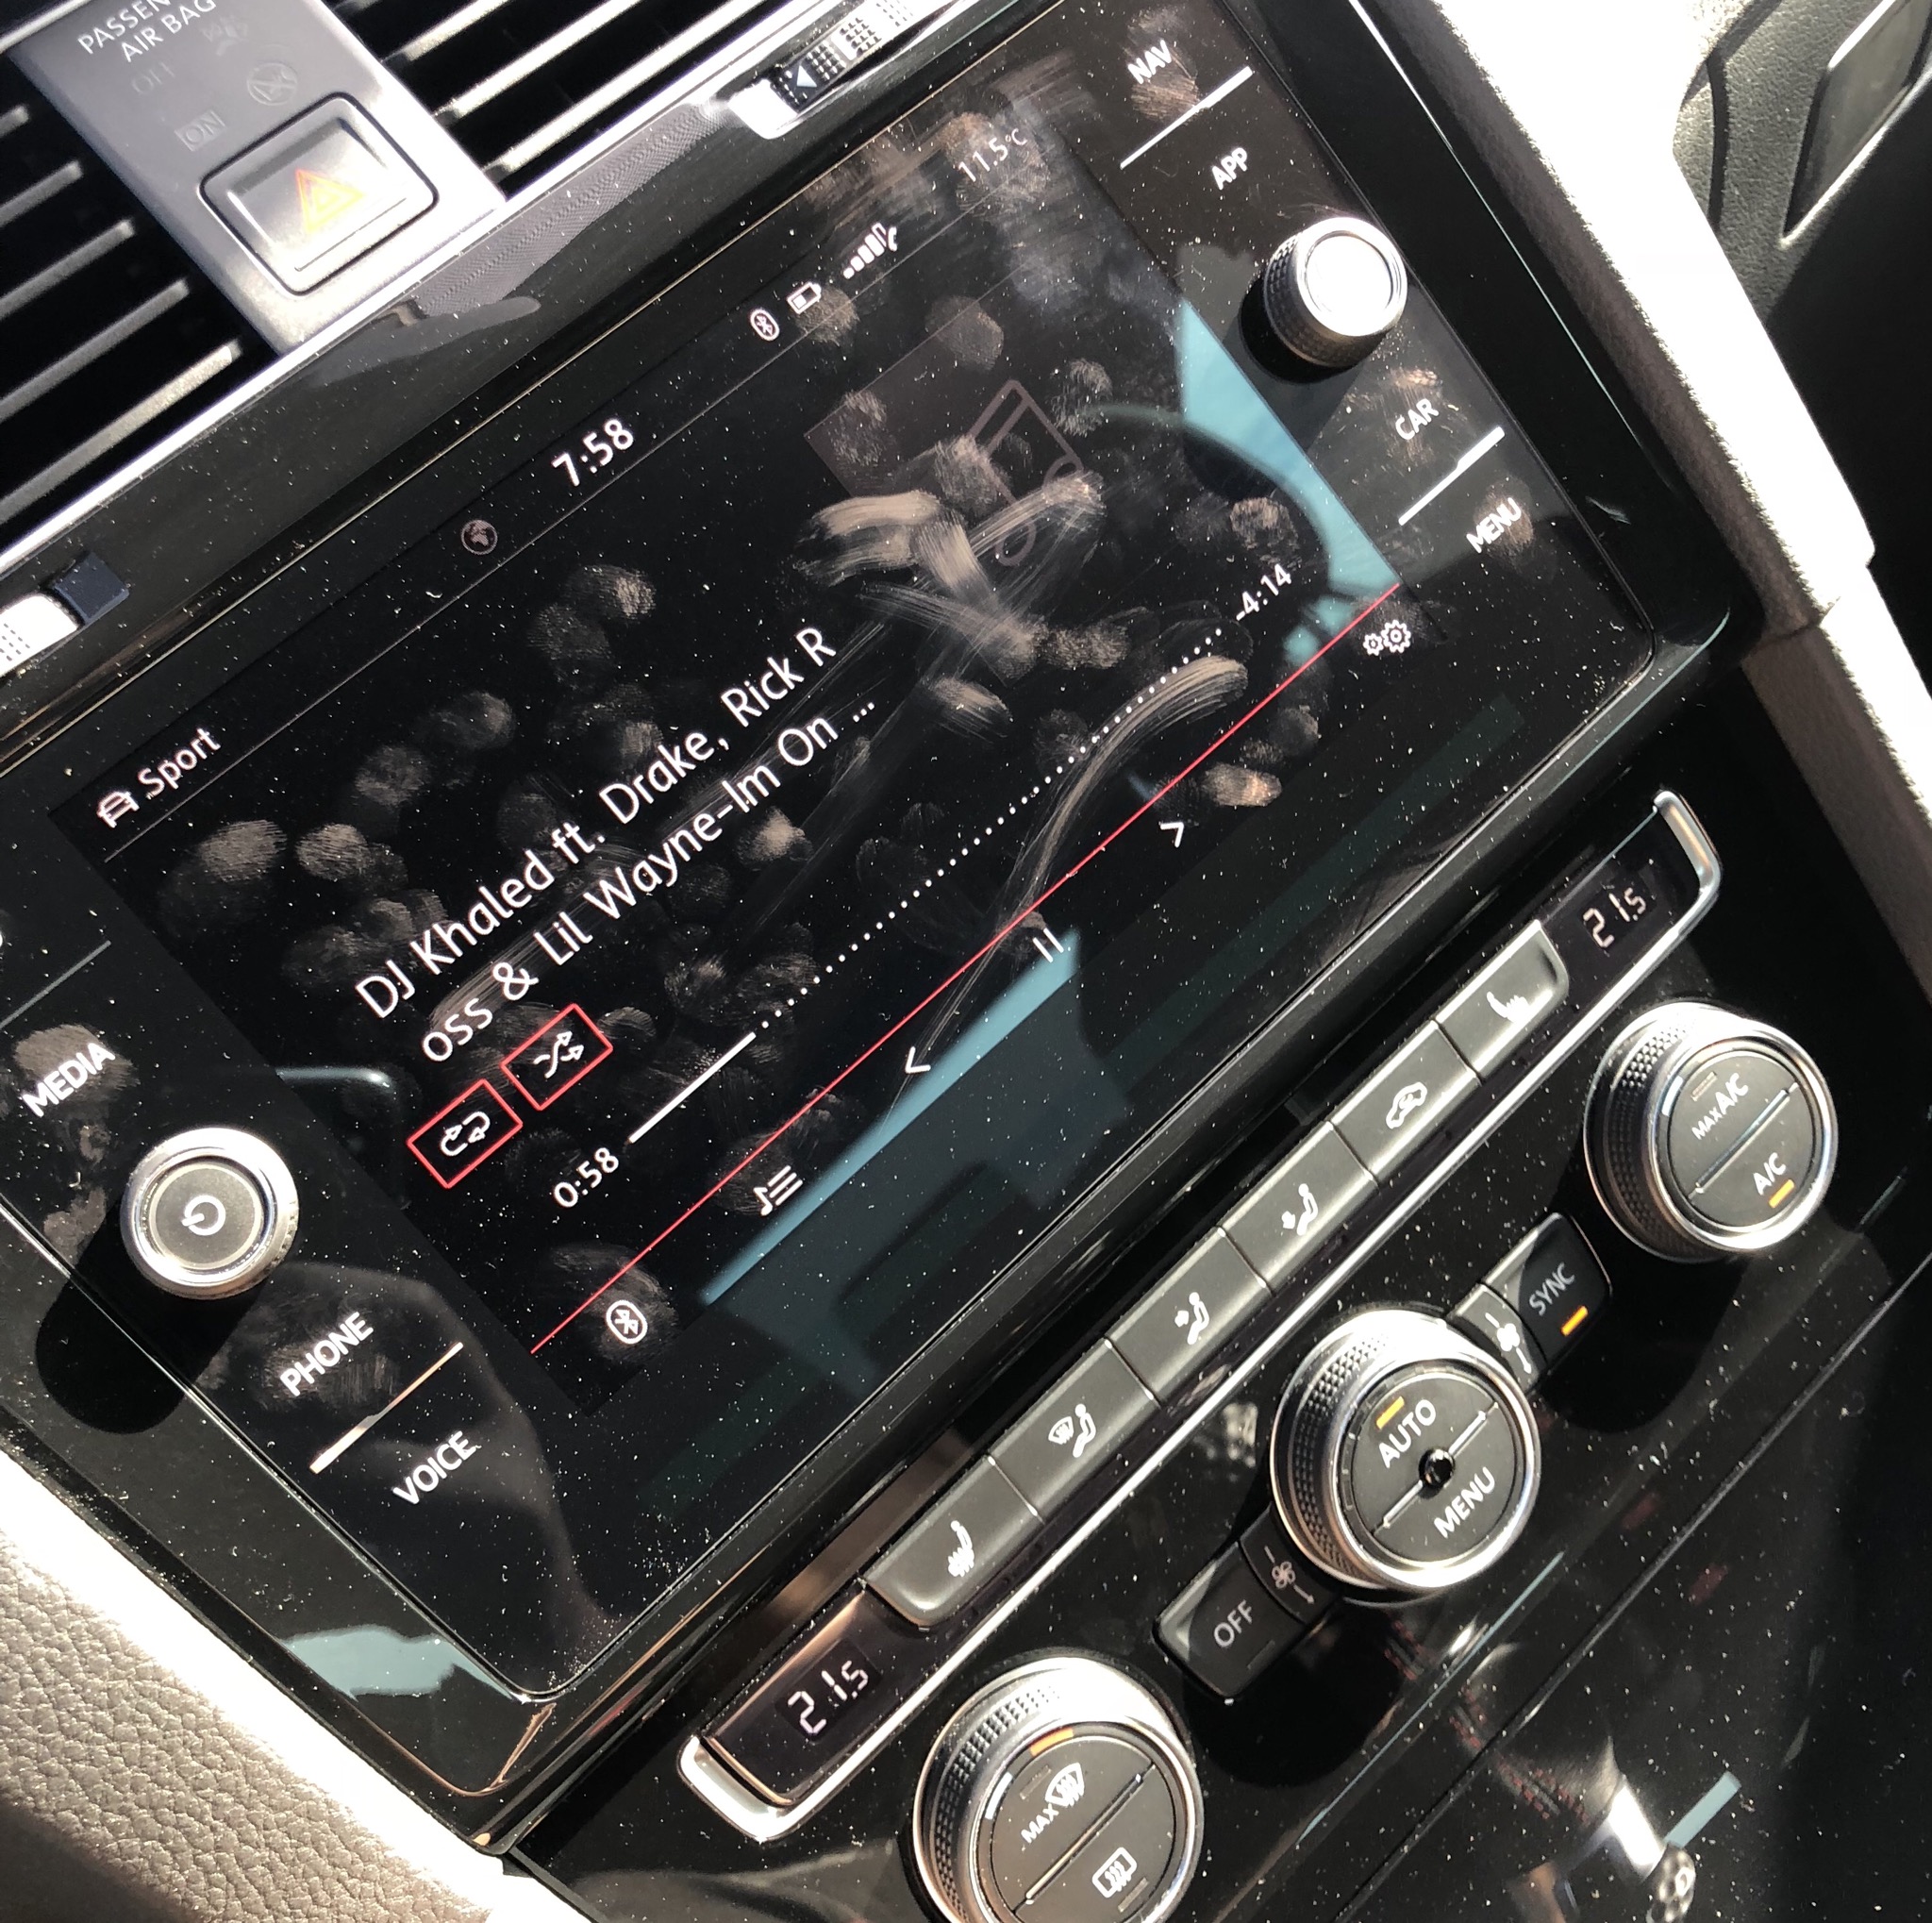 PASSEN
AIR BAG
OFF
ON
NAV
APP
11.5°C
7:58
Sport
CAR
MENU
DJ Khaled ft. Drake, Rick R
oss & Lil Wayne-Im On ...
0:58
-4:14
MEDIA
PHONE
VOICE
21.5
21.5
MAX A/C
A/C
SYNC
AUTO
MENU
OFF
MAX